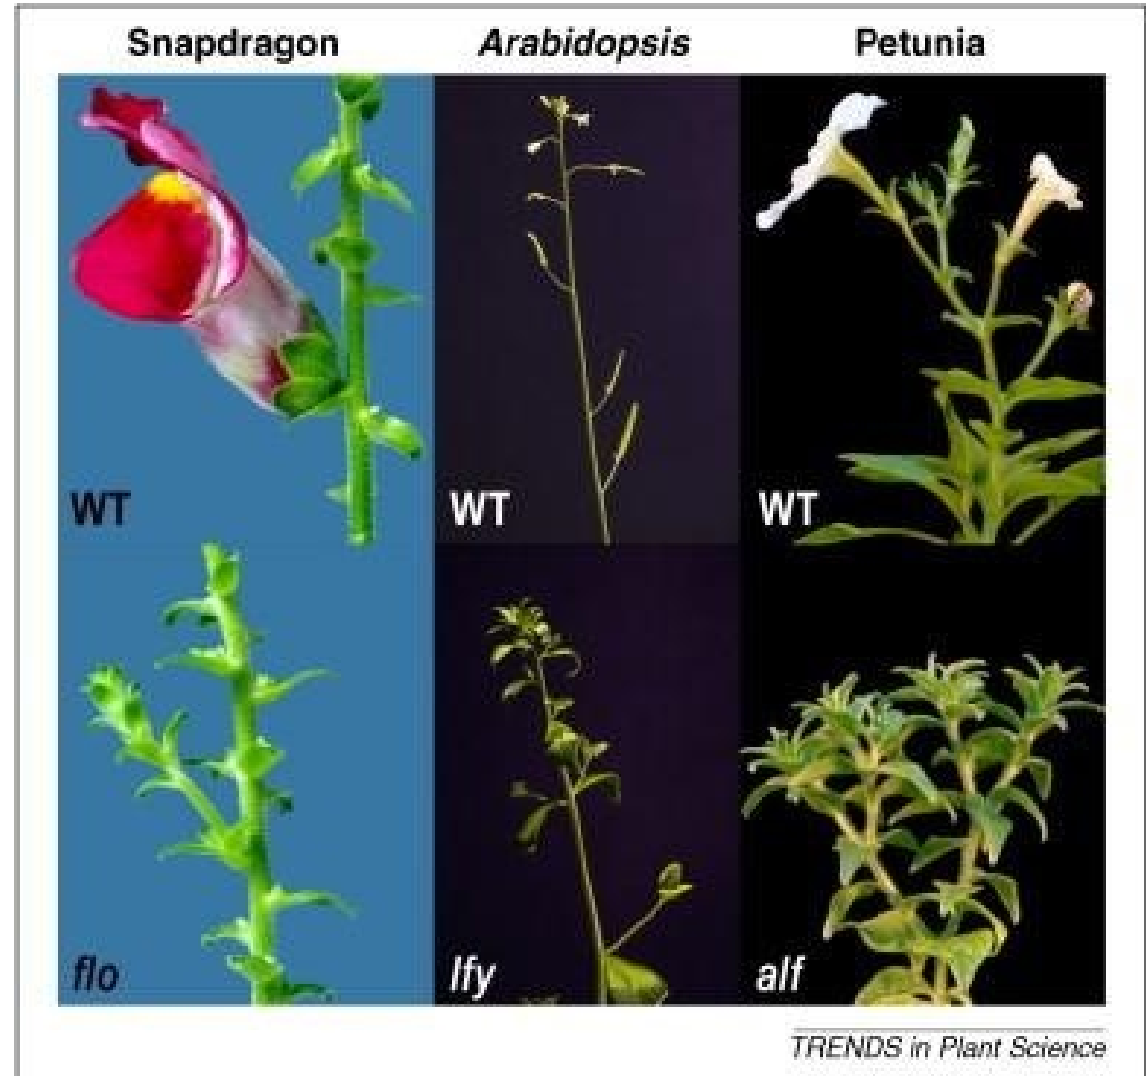 Snapdragon Arabidopsis Petunia
WT WT WT
flo lfy alf
TRENDS in Plant Science